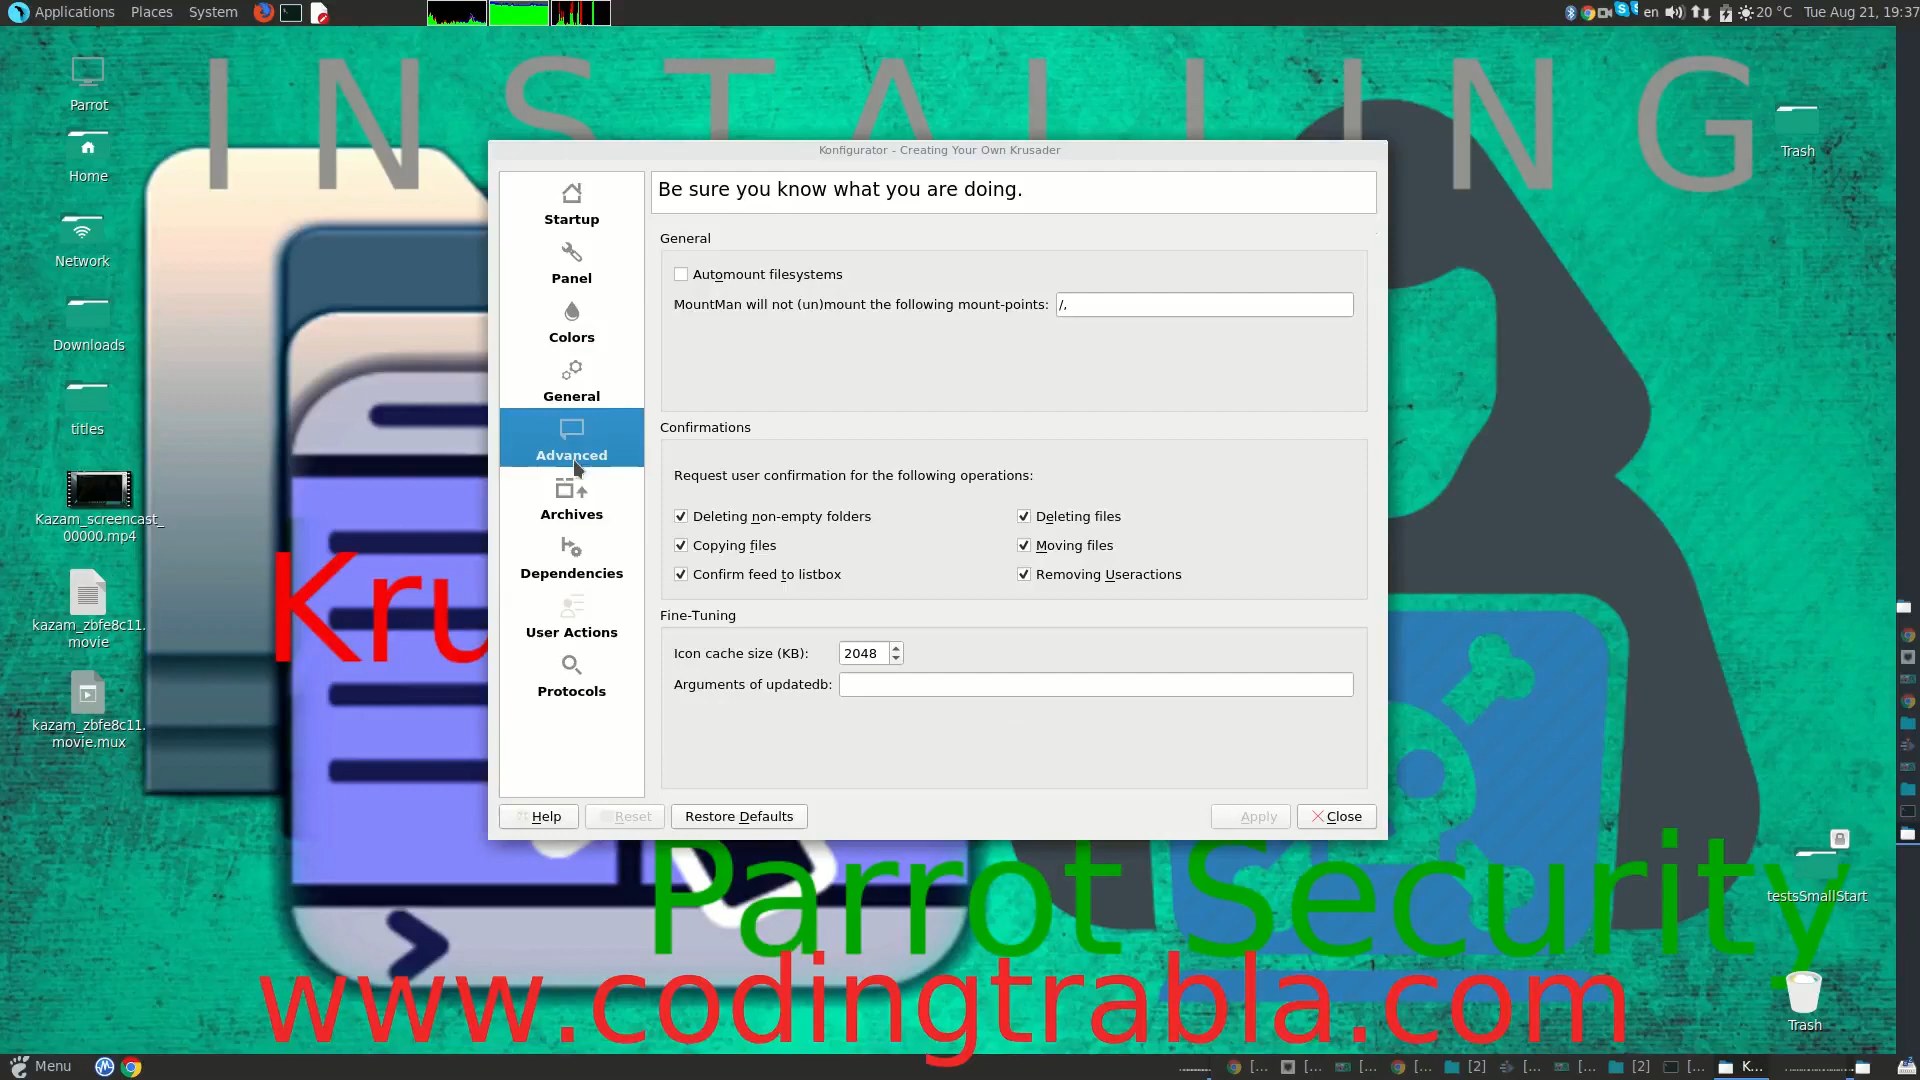 Applications Places System
en 20 °C Tue Aug 21, 19:37
INSTALLING
Parrot
Home
Network
Downloads
titles
Kazam_screencast_
00000.mp4
kazam_zbfe8c11.
movie
kazam_zbfe8c11.
movie.mux
Trash
Konfigurator - Creating Your Own Krusader
Startup
Panel
Colors
General
Advanced
Archives
Dependencies
User Actions
Protocols
Be sure you know what you are doing.
General
Automount filesystems
MountMan will not (un)mount the following mount-points: /,
Confirmations
Request user confirmation for the following operations:
Deleting non-empty folders Deleting files
Copying files Moving files
Confirm feed to listbox Removing Useractions
Fine-Tuning
Icon cache size (KB): 2048
Arguments of updatedb:
Help Reset Restore Defaults Apply Close
Kru
Parrot Security
www.codingtrabla.com
testsSmallStart
Trash
Menu [... [... [... [... [2] [... [... [2] [... K...